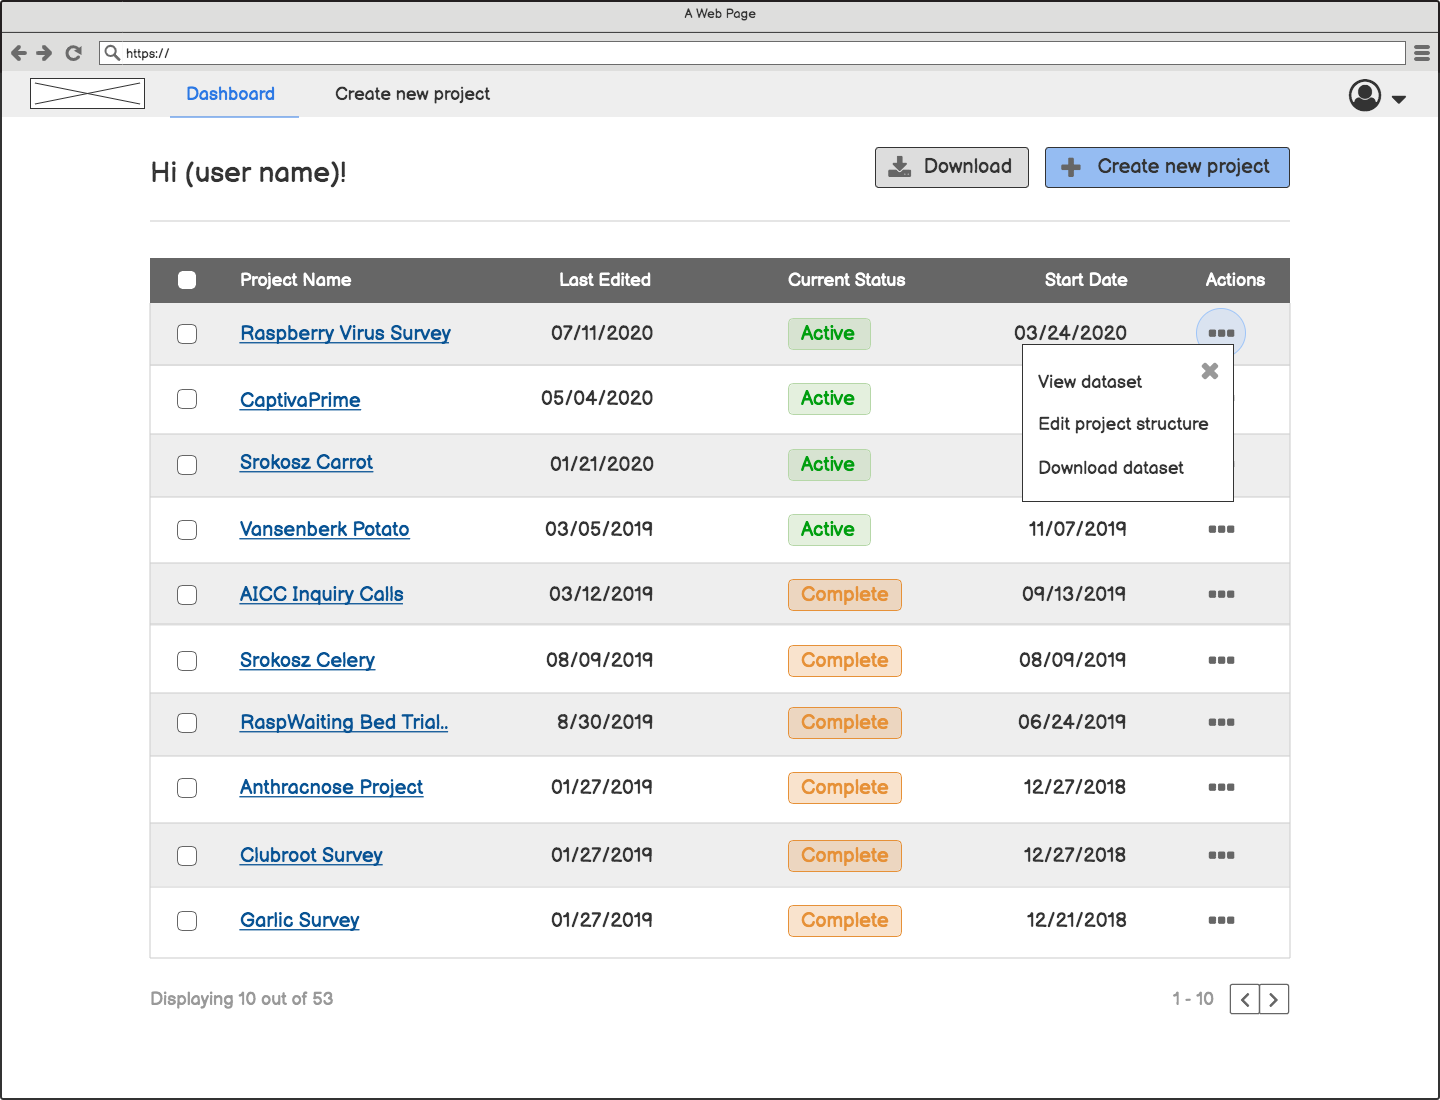 A Web Page
https://
Dashboard Create new project
Hi (user name)! Download Create new project
Project Name Last Edited Current Status Start Date Actions
Raspberry Virus Survey 07/11/2020 Active 03/24/2020
View dataset
CaptivaPrime 05/04/2020 Active
Edit project structure
Srokosz Carrot 01/21/2020 Active
Download dataset
Vansenberk Potato 03/05/2019 Active 11/07/2019
AICC Inquiry Calls 03/12/2019 Complete 09/13/2019
Srokosz Celery 08/09/2019 Complete 08/09/2019
RaspWaiting Bed Trial.. 8/30/2019 Complete 06/24/2019
Anthracnose Project 01/27/2019 Complete 12/27/2018
Clubroot Survey 01/27/2019 Complete 12/27/2018
Garlic Survey 01/27/2019 Complete 12/21/2018
Displaying 10 out of 53 1 - 10